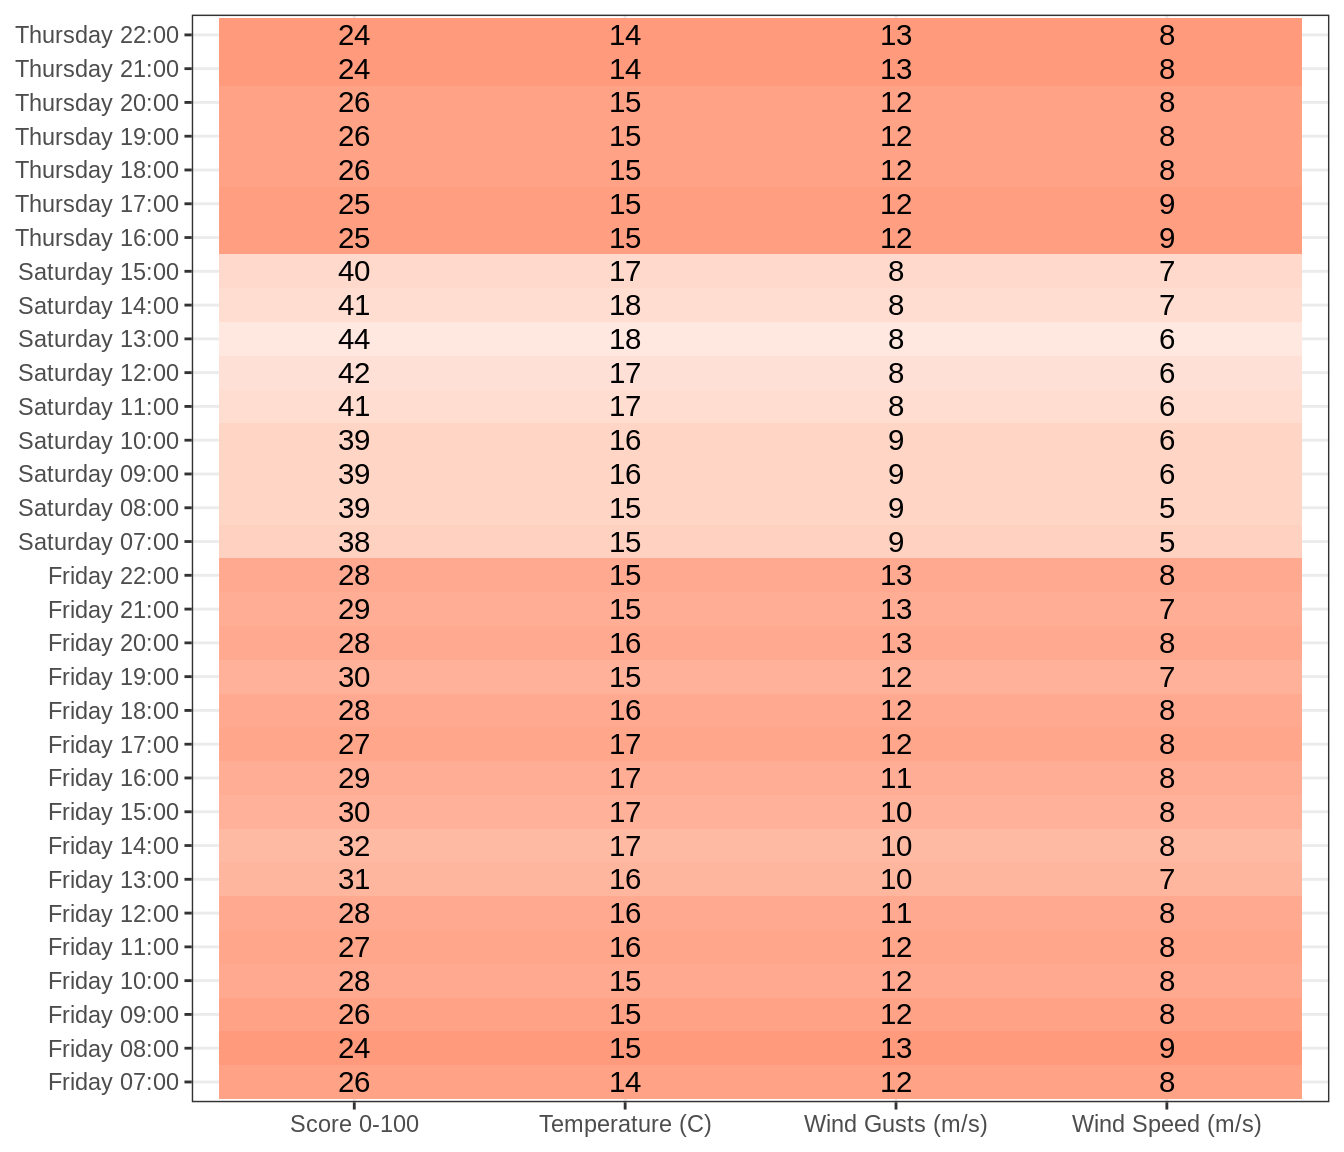 Thursday 22:00 24 14 13 8
Thursday 21:00 24 14 13 8
Thursday 20:00 26 15 12 8
Thursday 19:00 26 15 12 8
Thursday 18:00 26 15 12 8
Thursday 17:00 25 15 12 9
Thursday 16:00 25 15 12 9
Saturday 15:00 40 17 8 7
Saturday 14:00 41 18 8 7
Saturday 13:00 44 18 8 6
Saturday 12:00 42 17 8 6
Saturday 11:00 41 17 8 6
Saturday 10:00 39 16 9 6
Saturday 09:00 39 16 9 6
Saturday 08:00 39 15 9 5
Saturday 07:00 38 15 9 5
Friday 22:00 28 15 13 8
Friday 21:00 29 15 13 7
Friday 20:00 28 16 13 8
Friday 19:00 30 15 12 7
Friday 18:00 28 16 12 8
Friday 17:00 27 17 12 8
Friday 16:00 29 17 11 8
Friday 15:00 30 17 10 8
Friday 14:00 32 17 10 8
Friday 13:00 31 16 10 7
Friday 12:00 28 16 11 8
Friday 11:00 27 16 12 8
Friday 10:00 28 15 12 8
Friday 09:00 26 15 12 8
Friday 08:00 24 15 13 9
Friday 07:00 26 14 12 8
Score 0-100 Temperature (C) Wind Gusts (m/s) Wind Speed (m/s)